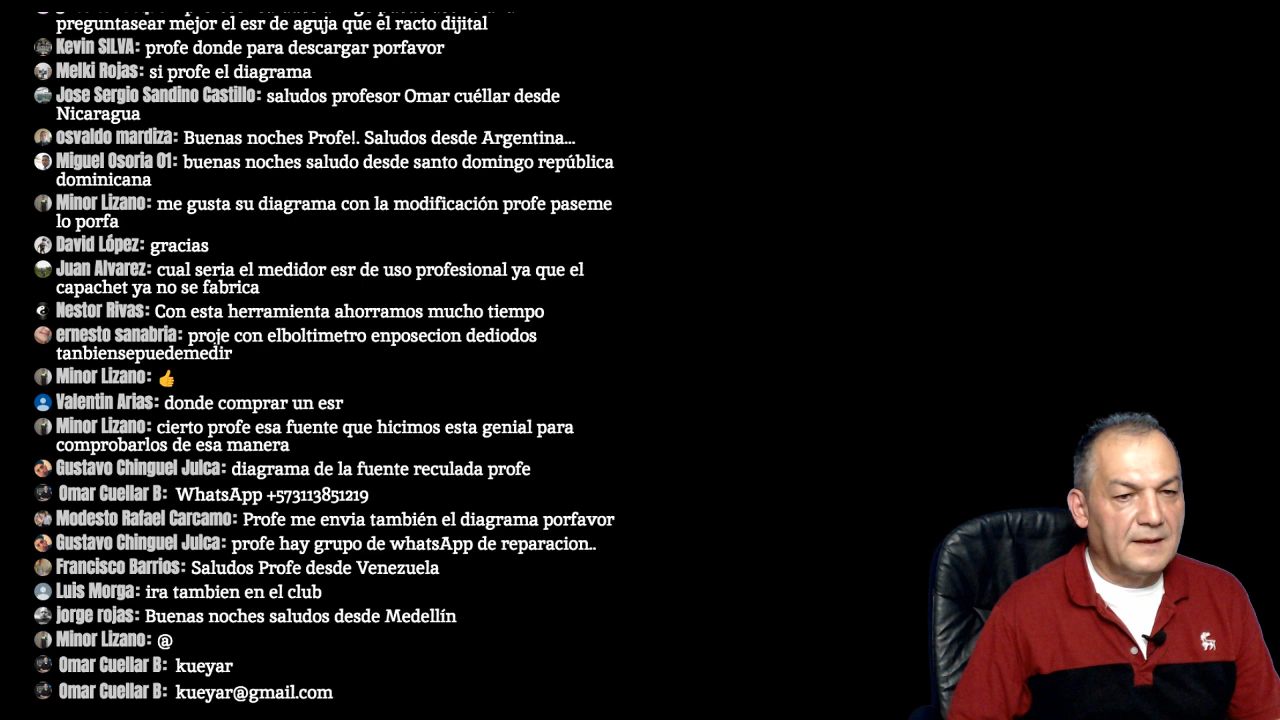 preguntasear mejor el esr de aguja que el racto dijital
Kevin SILVA: profe donde para descargar porfavor
Melki Rojas: si profe el diagrama
Jose Sergio Sandino Castillo: saludos profesor Omar cuéllar desde
Nicaragua
osvaldo mardiza: Buenas noches Profe!. Saludos desde Argentina...
Miguel Osoria 01: buenas noches saludo desde santo domingo república
dominicana
Minor Lizano: me gusta su diagrama con la modificación profe paseme
lo porfa
David López: gracias
Juan Alvarez: cual seria el medidor esr de uso profesional ya que el
capachet ya no se fabrica
Nestor Rivas: Con esta herramienta ahorramos mucho tiempo
ernesto sanabria: proje con elboltimetro enposecion dediodos
tanbiensepuedemedir
Minor Lizano: 👍
Valentin Arias: donde comprar un esr
Minor Lizano: cierto profe esa fuente que hicimos esta genial para
comprobarlos de esa manera
Gustavo Chinguel Julca: diagrama de la fuente reculada profe
Omar Cuellar B: WhatsApp +573113851219
Modesto Rafael Carcamo: Profe me envia también el diagrama porfavor
Gustavo Chinguel Julca: profe hay grupo de whatsApp de reparacion..
Francisco Barrios: Saludos Profe desde Venezuela
Luis Morga: ira tambien en el club
jorge rojas: Buenas noches saludos desde Medellín
Minor Lizano: @
Omar Cuellar B: kueyar
Omar Cuellar B: kueyar@gmail.com